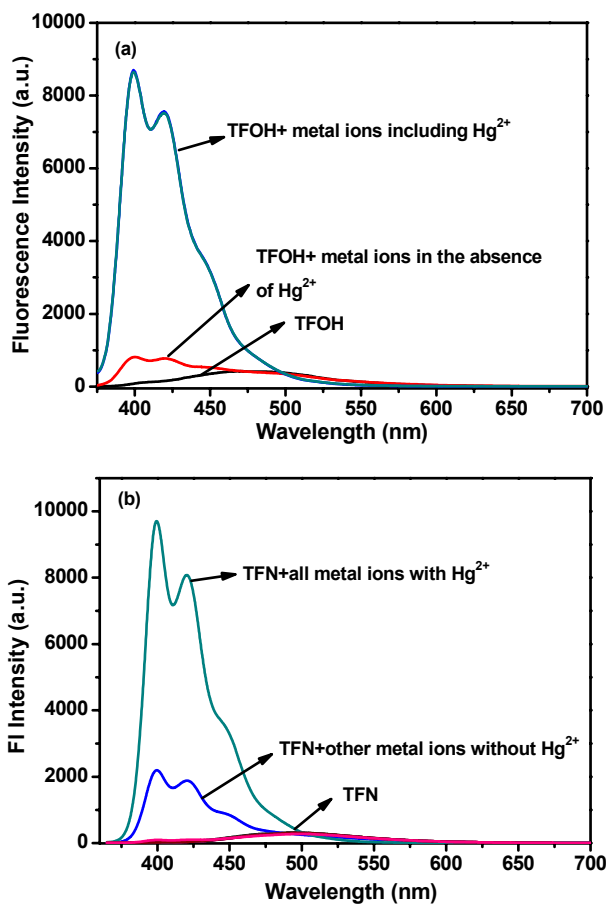 (a)
Fluorescence Intensity (a.u.)
10000
8000
6000
4000
2000
0
TFOH+ metal ions including Hg²⁺
TFOH+ metal ions in the absence
of Hg²⁺
TFOH
400 450 500 550 600 650 700
Wavelength (nm)
(b)
FI Intensity (a.u.)
10000
8000
6000
4000
2000
0
TFN+all metal ions with Hg²⁺
TFN+other metal ions without Hg²⁺
TFN
400 450 500 550 600 650 700
Wavelength (nm)